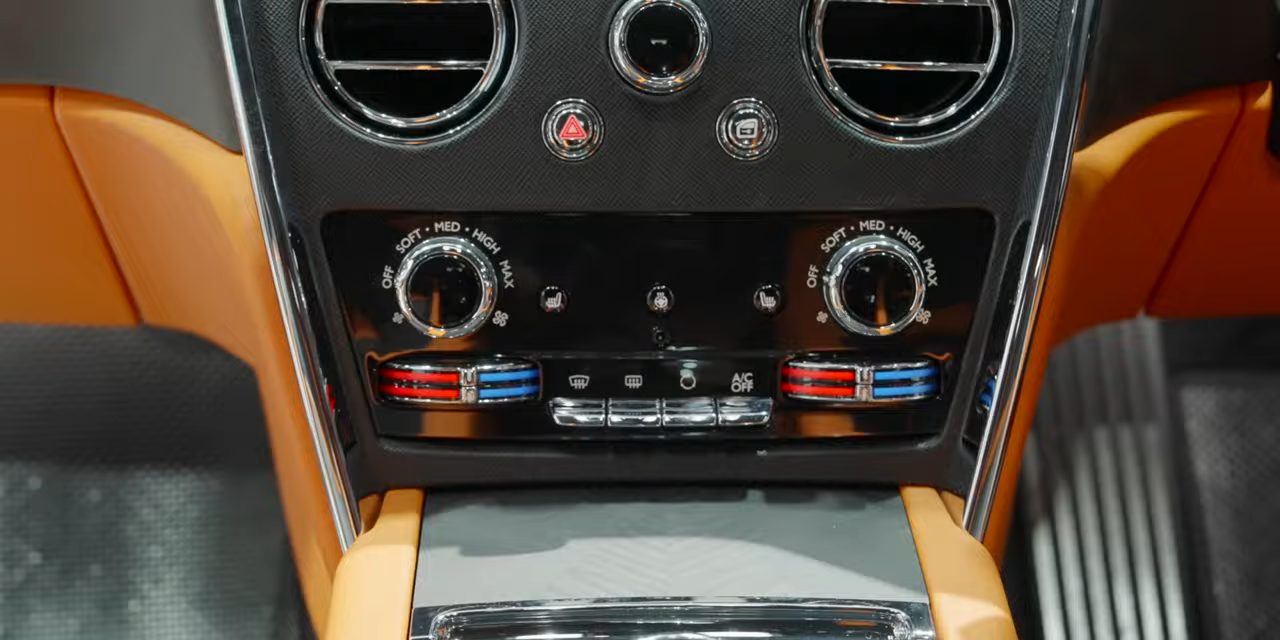 OFF SOFT • MED • HIGH MAX
OFF SOFT • MED • HIGH MAX
A/C
OFF